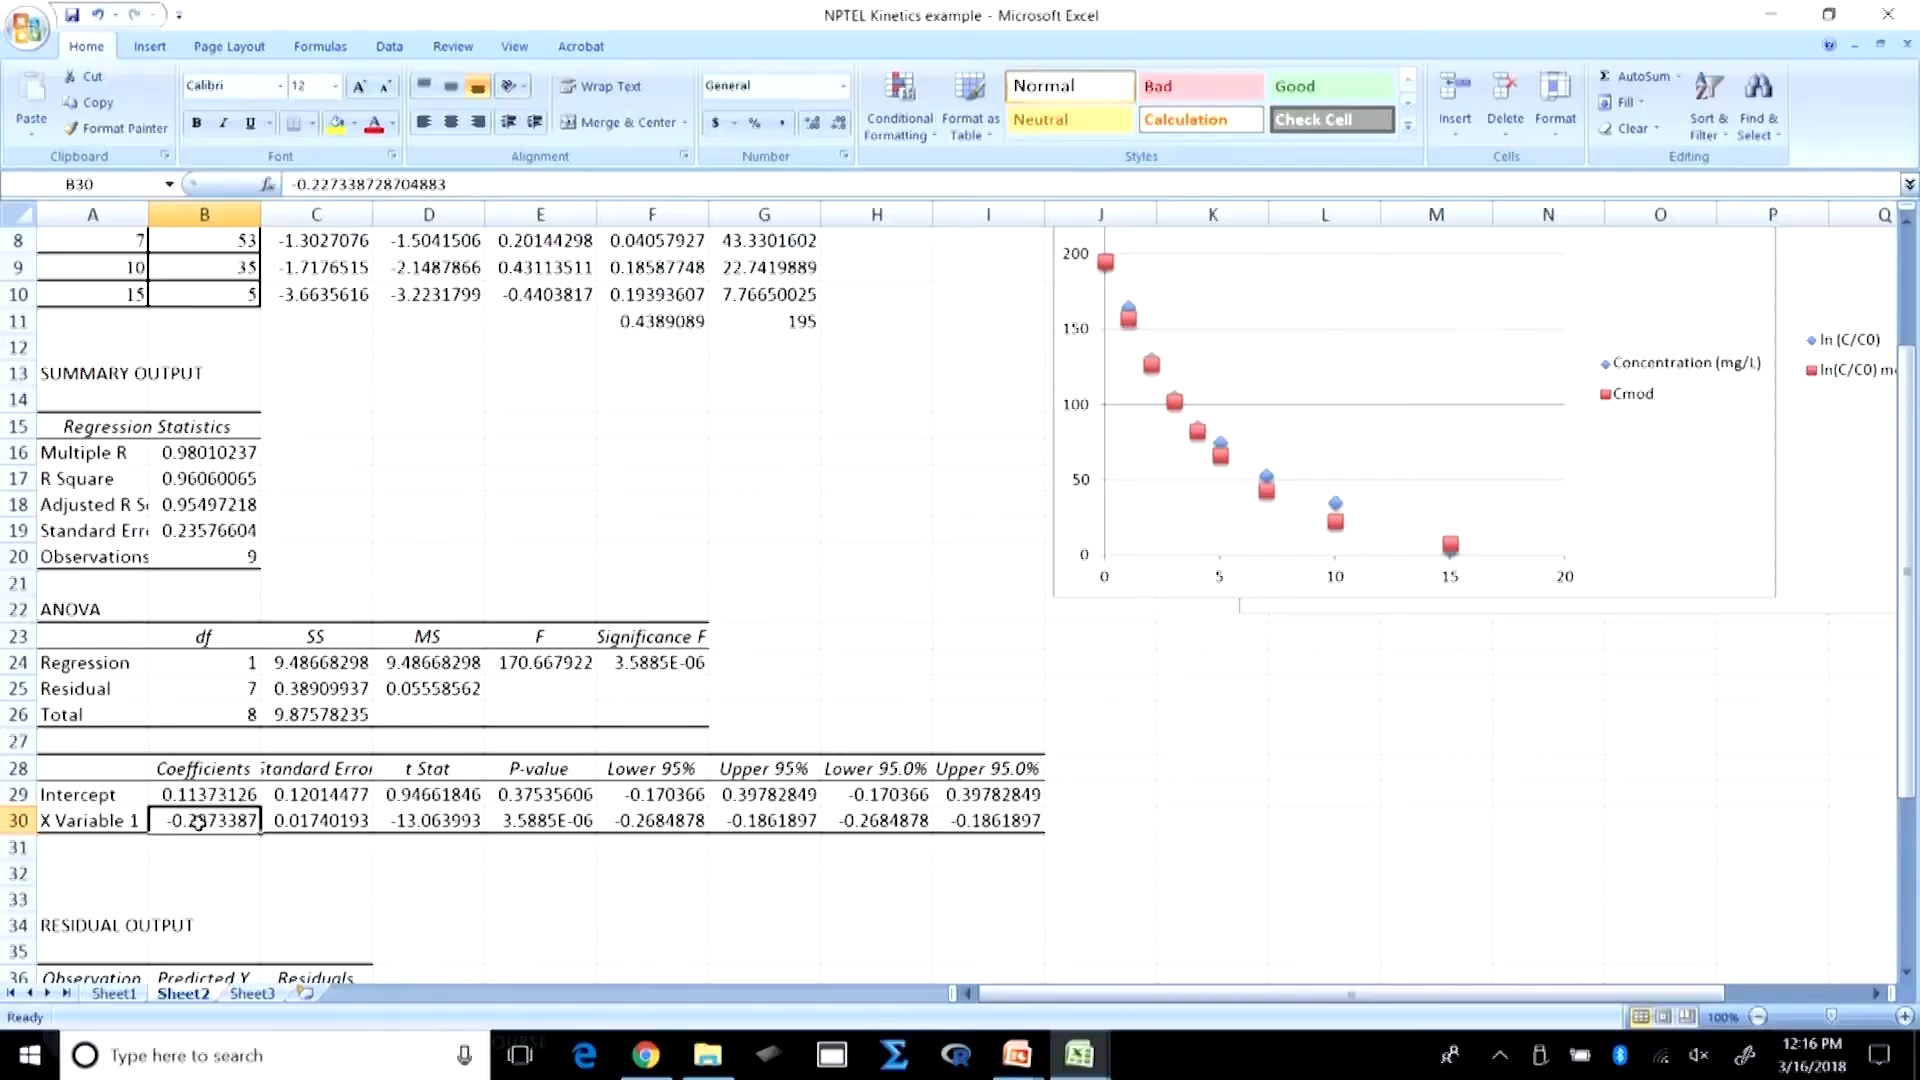 NPTEL Kinetics example - Microsoft Excel
Home Insert Page Layout Formulas Data Review View Acrobat
Paste Cut Copy Format Painter
Calibri 12 A A
B I U
Wrap Text
Merge & Center
General
$ % ,
Conditional Formatting Format as Table
Normal Bad Good
Neutral Calculation Check Cell
Insert Delete Format
Σ AutoSum
Fill
Clear
Sort & Filter Find & Select
Clipboard Font Alignment Number Styles Cells Editing
B30 fx -0.227338728704883
A B C D E F G H I J K L M N O P Q
8 7 53 -1.3027076 -1.5041506 0.20144298 0.04057927 43.3301602
9 10 35 -1.7176515 -2.1487866 0.43113511 0.18587748 22.7419889
10 15 5 -3.6635616 -3.2231799 -0.4403817 0.19393607 7.76650025
11 0.4389089 195
12
13 SUMMARY OUTPUT
14
15 Regression Statistics
16 Multiple R 0.98010237
17 R Square 0.96060065
18 Adjusted R S 0.95497218
19 Standard Erro 0.23576604
20 Observations 9
21
22 ANOVA
23 df SS MS F Significance F
24 Regression 1 9.48668298 9.48668298 170.667922 3.5885E-06
25 Residual 7 0.38909937 0.05558562
26 Total 8 9.87578235
27
28 Coefficients Standard Error t Stat P-value Lower 95% Upper 95% Lower 95.0% Upper 95.0%
29 Intercept 0.11373126 0.12014477 0.94661846 0.37535606 -0.170366 0.39782849 -0.170366 0.39782849
30 X Variable 1 -0.2273387 0.01740193 -13.063993 3.5885E-06 -0.2684878 -0.1861897 -0.2684878 -0.1861897
31
32
33
34 RESIDUAL OUTPUT
35
36 Observation Predicted Y Residuals
200
150
100
50
0
0 5 10 15 20
Concentration (mg/L)
Cmod
ln (C/C0)
ln(C/C0) m
Sheet1 Sheet2 Sheet3
Ready
100%
Type here to search
12:16 PM
3/16/2018